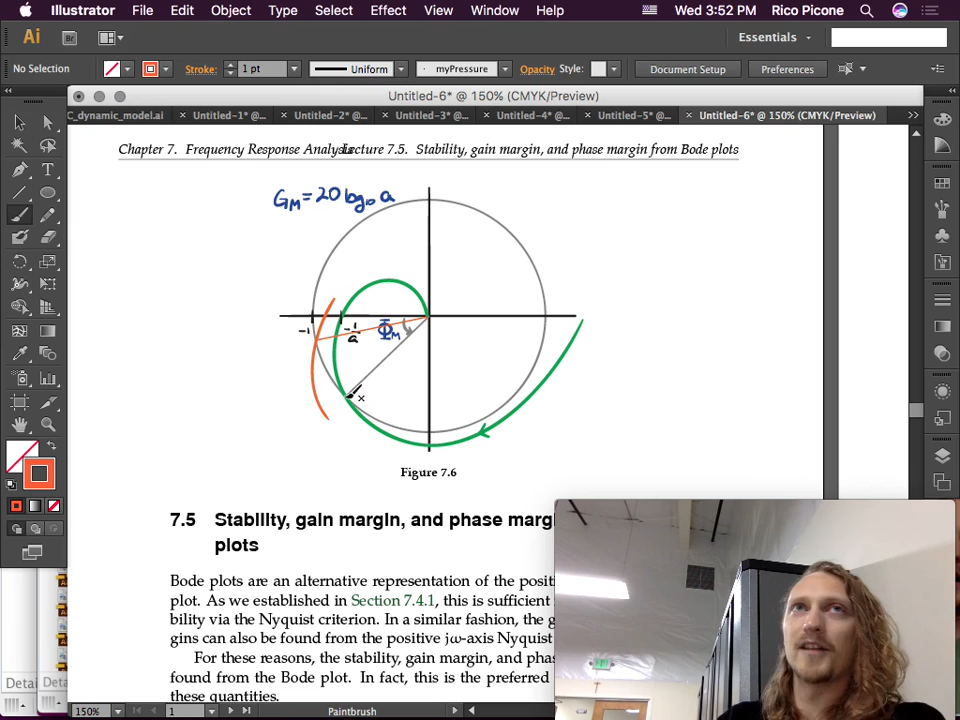 Illustrator File Edit Object Type Select Effect View Window Help Wed 3:52 PM Rico Picone
Ai Br Essentials
No Selection Stroke: 1 pt Uniform myPressure Opacity Style: Document Setup Preferences
Untitled-6* @ 150% (CMYK/Preview)
C_dynamic_model.ai × Untitled-1* @... × Untitled-2* @... × Untitled-3* @... × Untitled-4* @... × Untitled-5* @... × Untitled-6* @ 150% (CMYK/Preview)
Chapter 7. Frequency Response Analysis Lecture 7.5. Stability, gain margin, and phase margin from Bode plots
G_M = 20 log₁₀ a
-1 -1/a Φ_M
Figure 7.6
7.5 Stability, gain margin, and phase margi
plots
Bode plots are an alternative representation of the positi
plot. As we established in Section 7.4.1, this is sufficient
bility via the Nyquist criterion. In a similar fashion, the g
gins can also be found from the positive jω-axis Nyquist
For these reasons, the stability, gain margin, and phas
found from the Bode plot. In fact, this is the preferred
these quantities.
Detai Deta
150% 1 Paintbrush